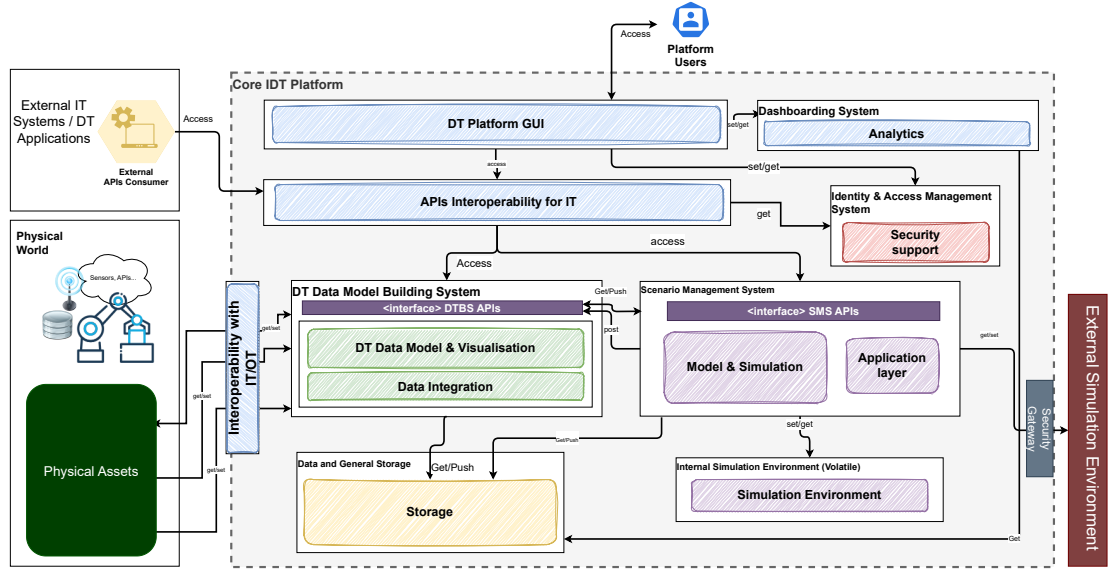 Access
Platform
Users
External IT
Systems / DT
Applications
External
APIs Consumer
Access
Core IDT Platform
DT Platform GUI
set/get
Dashboarding System
Analytics
access
set/get
APIs Interoperability for IT
get
Identity & Access Management
System
Security
support
Physical
World
Sensors, APIs...
Access
access
DT Data Model Building System
<interface> DTBS APIs
Get/Push
post
Scenario Management System
<interface> SMS APIs
get/set
Interoperability with
IT/OT
get/set
DT Data Model & Visualisation
Data Integration
Model & Simulation
Application
layer
get/set
get/set
Physical Assets
set/get
Get/Push
Data and General Storage
Get/Push
Storage
Internal Simulation Environment (Volatile)
Simulation Environment
Get
Security
Gateway
External Simulation Environment